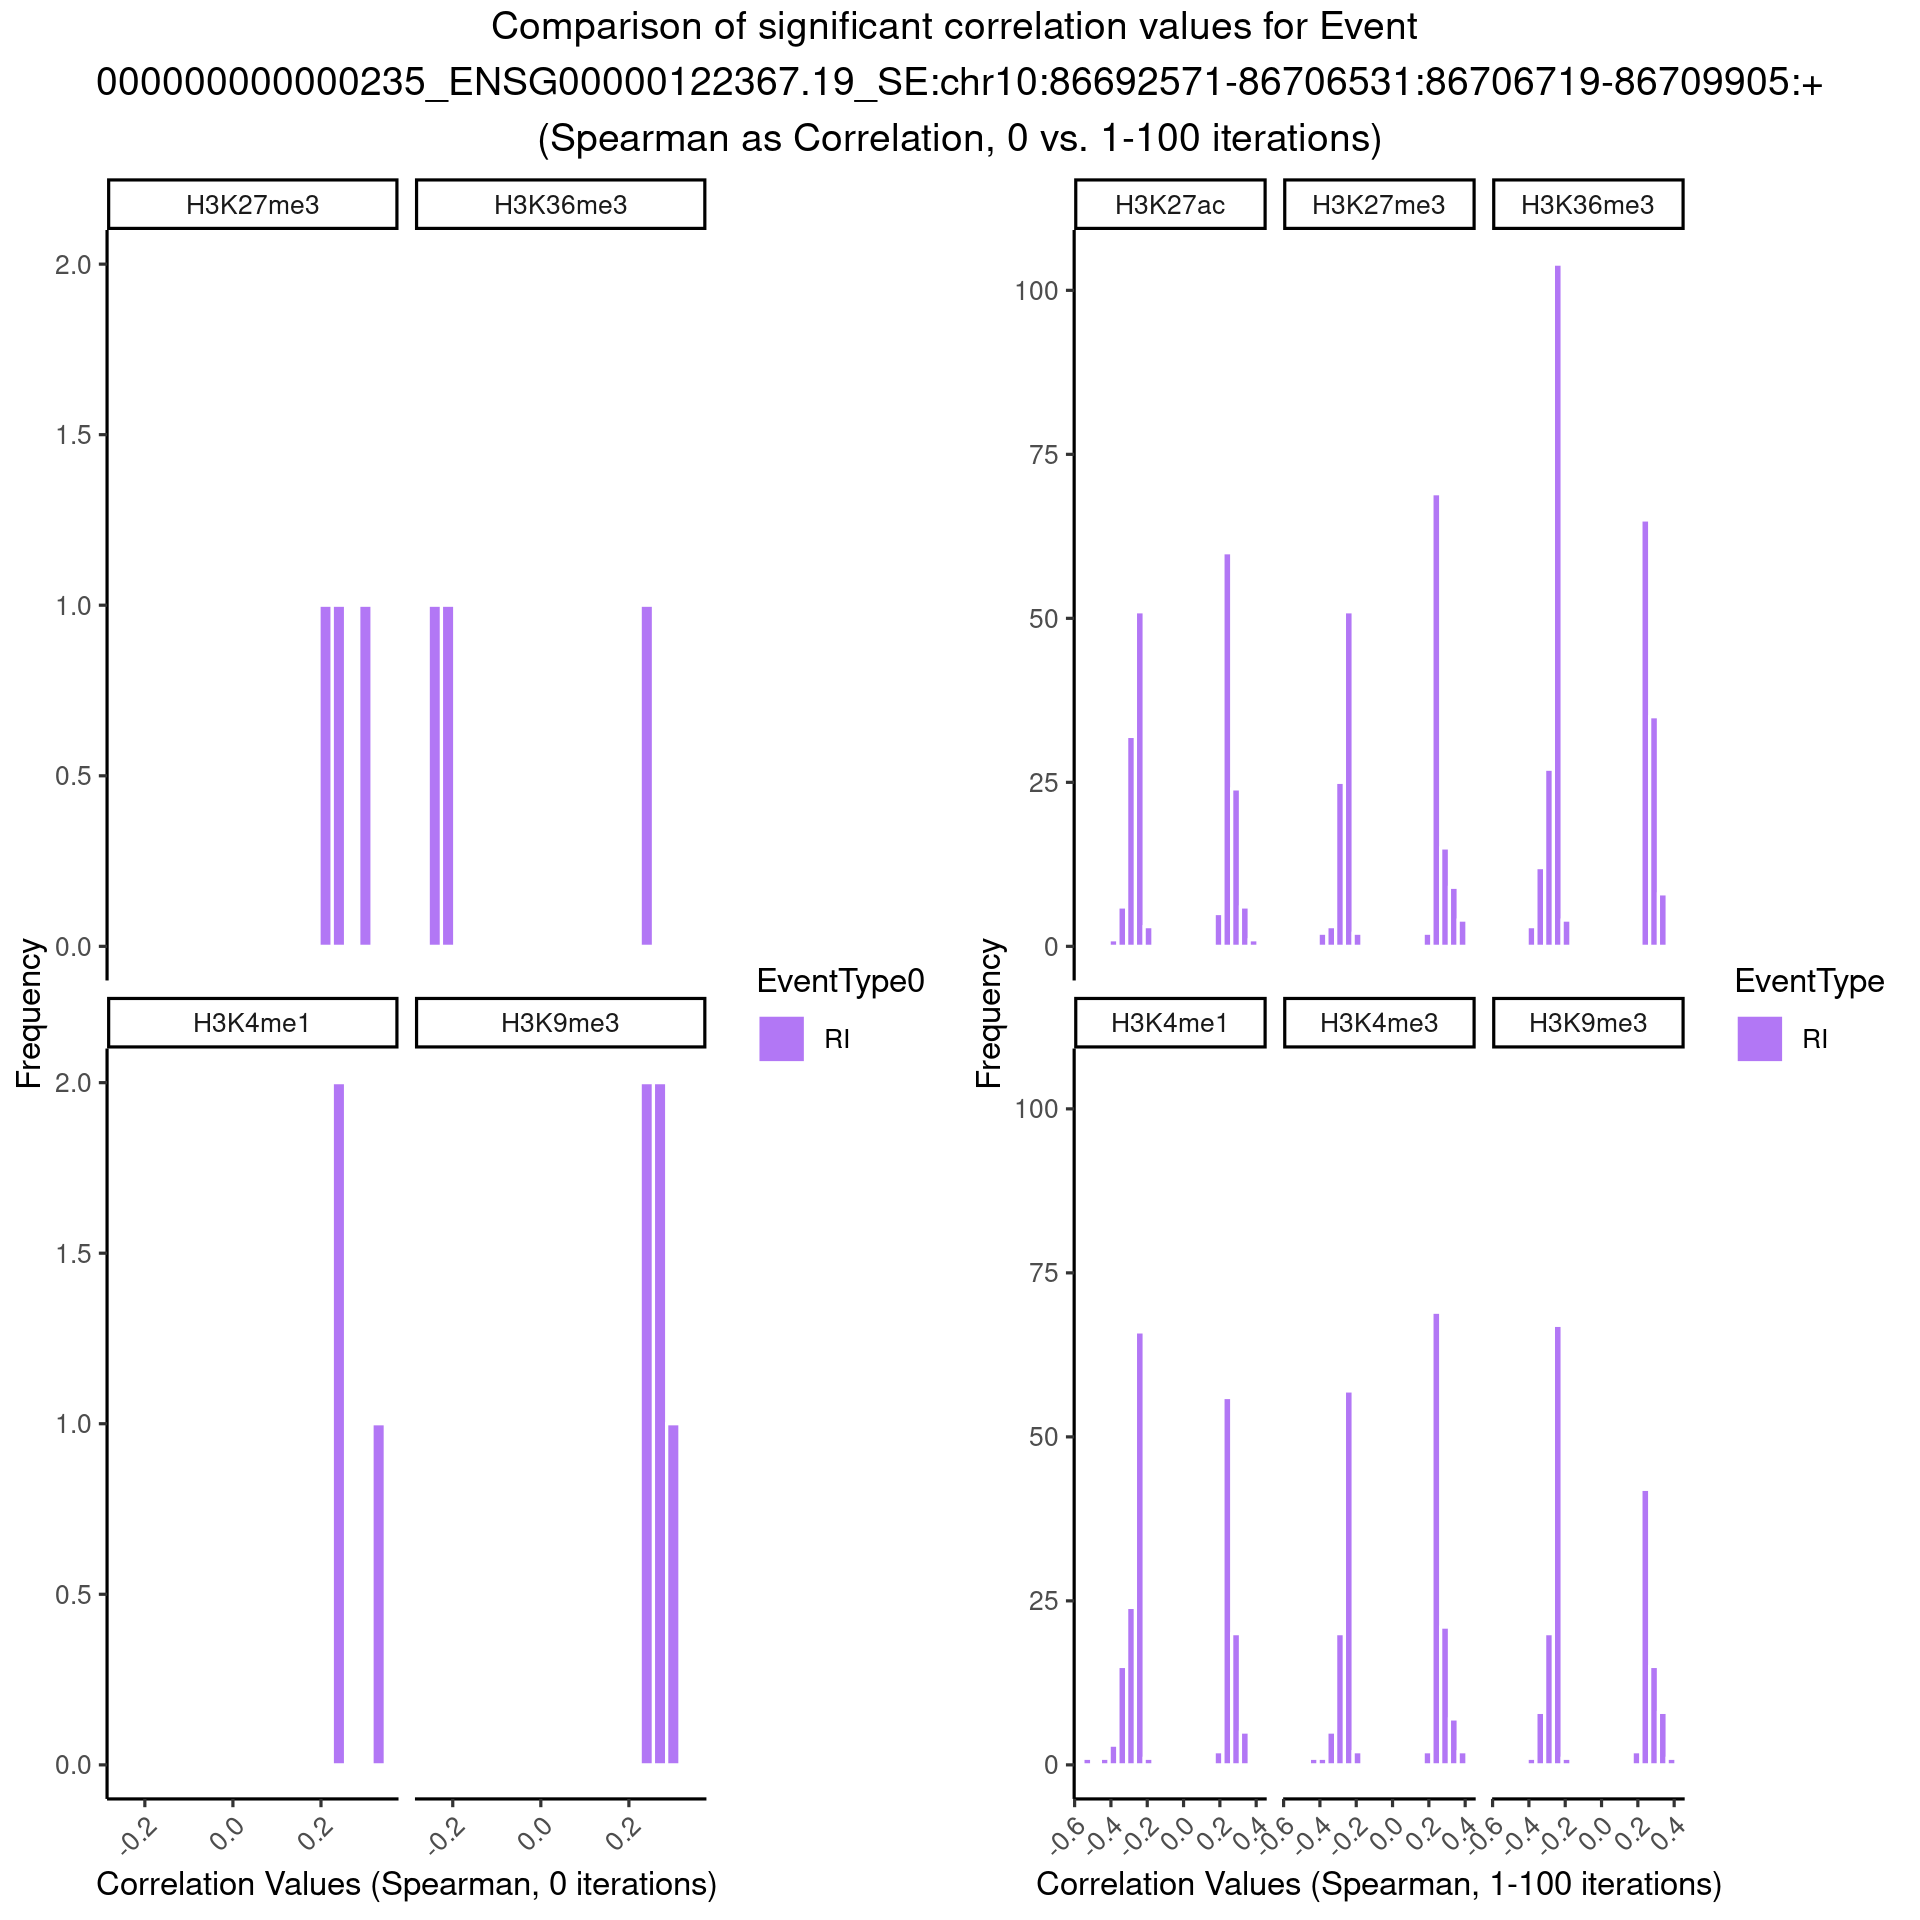 Comparison of significant correlation values for Event
000000000000235_ENSG00000122367.19_SE:chr10:86692571-86706531:86706719-86709905:+
(Spearman as Correlation, 0 vs. 1-100 iterations)
H3K27me3
H3K36me3
2.0
1.5
1.0
0.5
0.0
H3K4me1
H3K9me3
2.0
1.5
1.0
0.5
0.0
-0.2
0.0
0.2
-0.2
0.0
0.2
Frequency
Correlation Values (Spearman, 0 iterations)
EventType0
RI
H3K27ac
H3K27me3
H3K36me3
100
75
50
25
0
H3K4me1
H3K4me3
H3K9me3
100
75
50
25
0
-0.6
-0.4
-0.2
0.0
0.2
0.4
-0.6
-0.4
-0.2
0.0
0.2
0.4
-0.6
-0.4
-0.2
0.0
0.2
0.4
Frequency
Correlation Values (Spearman, 1-100 iterations)
EventType
RI